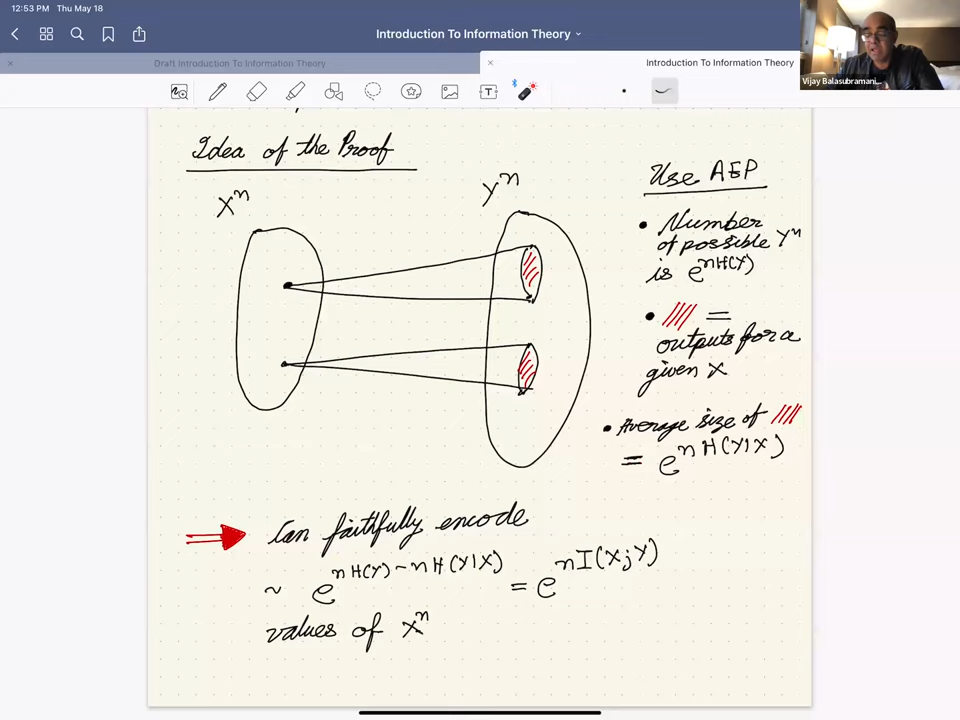 12:53 PM Thu May 18
Introduction To Information Theory
Draft Introduction To Information Theory
Introduction To Information Theory
Vijay Balasubramani...
Idea of the Proof
X^n
Y^n
Use AEP
• Number
of possible Y^n
is e^{nH(Y)}
• =
outputs for a
given X
• Average size of
= e^{nH(Y|X)}
⇒ Can faithfully encode
~ e^{nH(Y)-nH(Y|X)} = e^{nI(X;Y)}
values of X^n